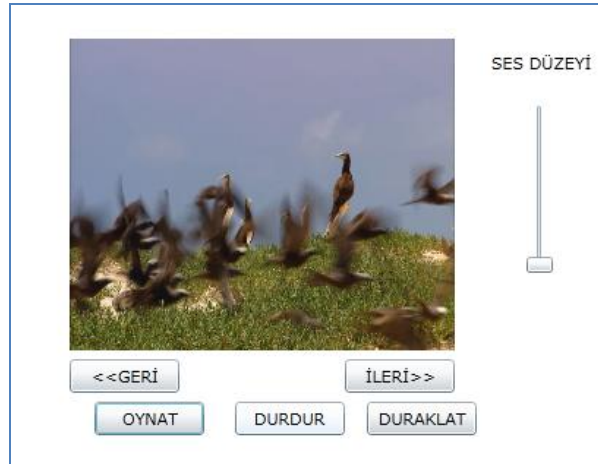 SES DÜZEYİ
<<GERİ
İLERİ>>
OYNAT
DURDUR
DURAKLAT